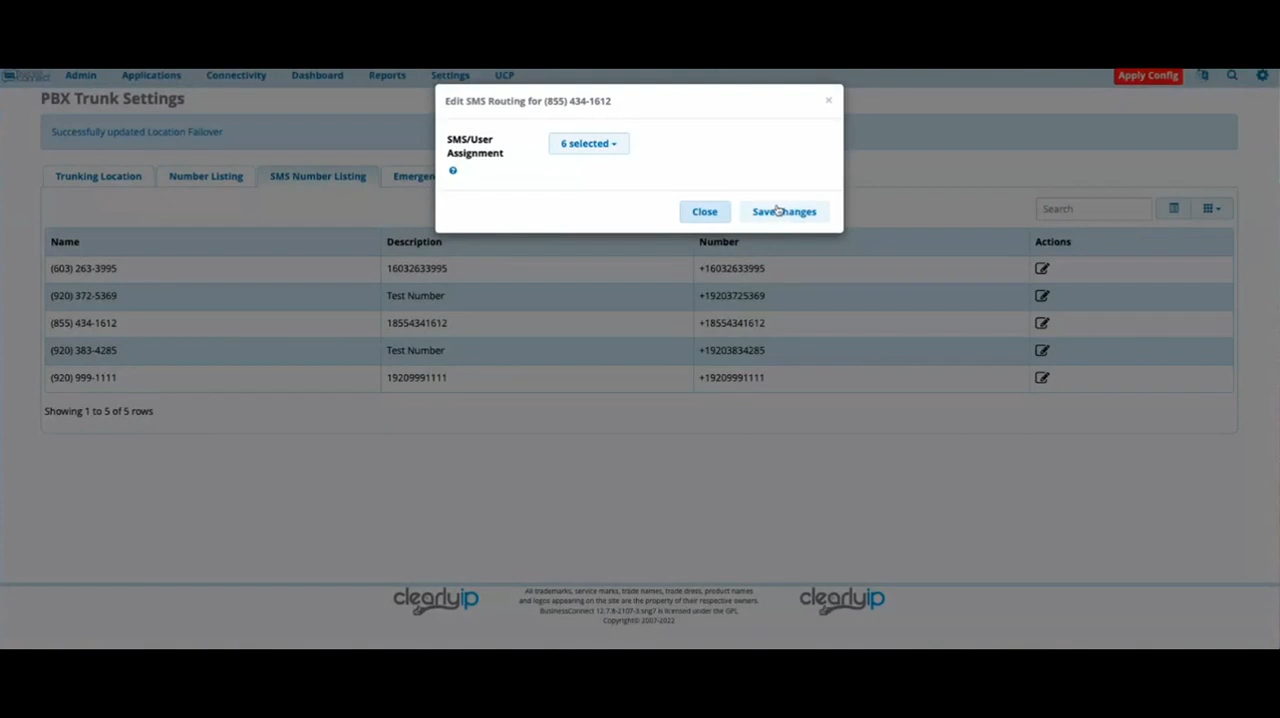 Admin Applications Connectivity Dashboard Reports Settings UCP Apply Config
PBX Trunk Settings
Successfully updated Location Failover
Edit SMS Routing for (855) 434-1612 ×
SMS/User
Assignment
6 selected
Close Save Changes
Trunking Location Number Listing SMS Number Listing Emergen
Search
Name Description Number Actions
(603) 263-3995 16032633995 +16032633995
(920) 372-5369 Test Number +19203725369
(855) 434-1612 18554341612 +18554341612
(920) 383-4285 Test Number +19203834285
(920) 999-1111 19209991111 +19209991111
Showing 1 to 5 of 5 rows
clearlyip
All trademarks, service marks, trade names, trade dress, product names
and logos appearing on the site are the property of their respective owners.
BusinessConnect 12.7.8-2107-3.sng7 is licensed under the GPL
Copyright© 2007-2022
clearlyip